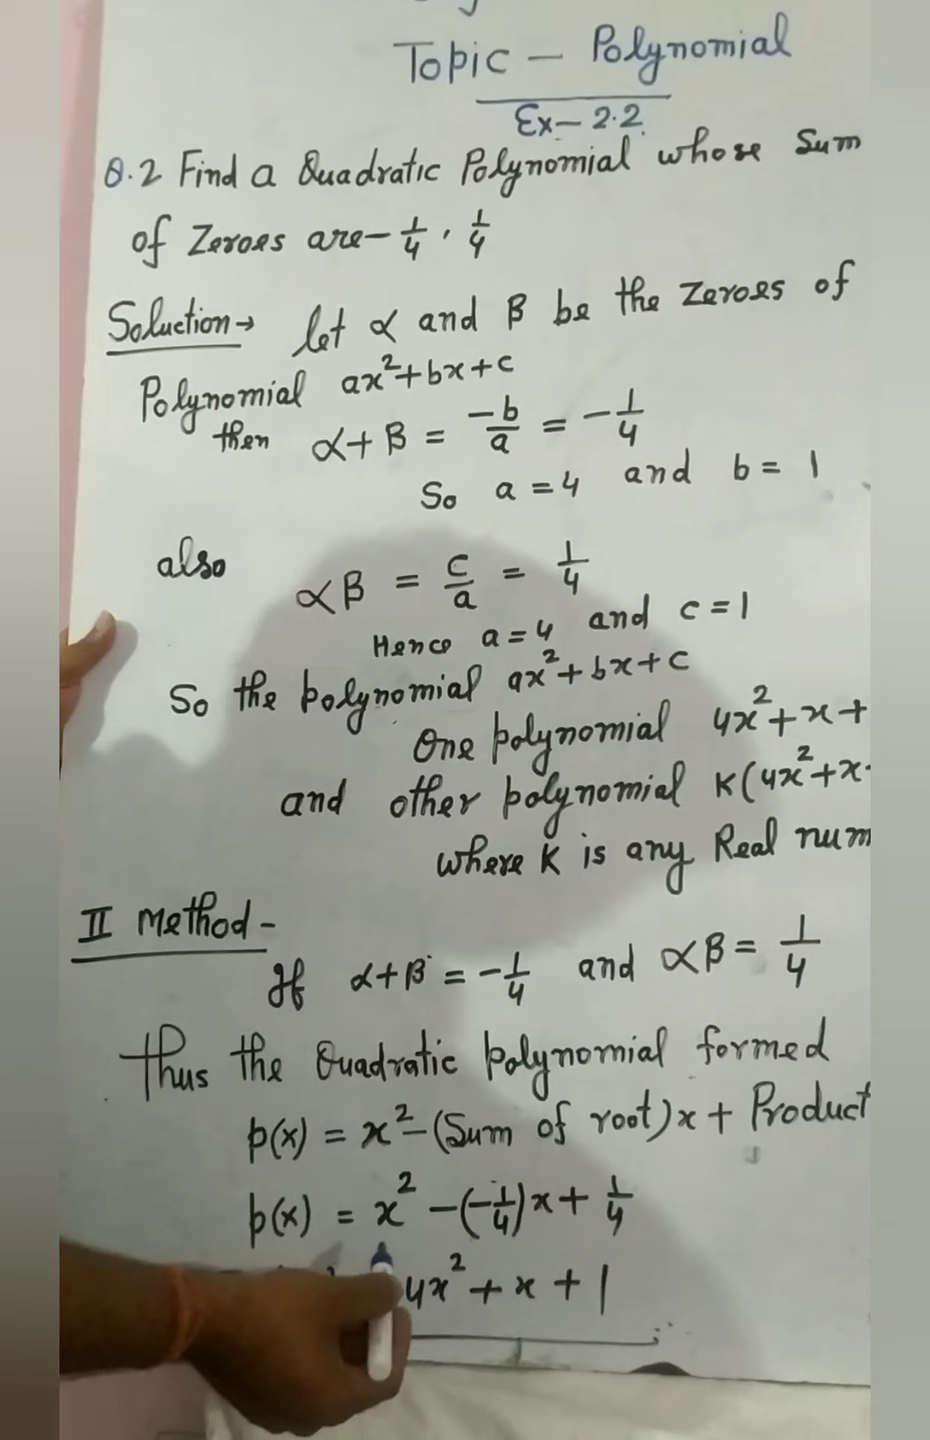 Topic - Polynomial
Ex- 2.2.
Q.2 Find a Quadratic Polynomial whose Sum
of Zeroes are - 1/4 , 1/4
Soluction→ let α and β be the Zeroes of
Polynomial ax²+bx+c
then α+β = -b/a = -1/4
So a=4 and b= 1
also αβ = c/a = 1/4
Hence a=4 and c=1
So the polynomial ax²+bx+c
One polynomial 4x²+x+
and other polynomial K(4x²+x
where K is any Real num
II Method-
If α+β = -1/4 and αβ= 1/4
Thus the Quadratic polynomial formed
p(x) = x²-(Sum of root)x + Product
p(x) = x² -(-1/4)x + 1/4
4x² + x + 1